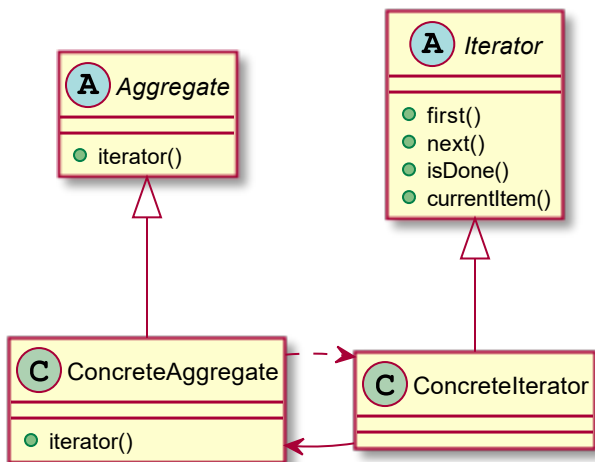 A Aggregate
iterator()
A Iterator
first()
next()
isDone()
currentItem()
C ConcreteAggregate
iterator()
C ConcreteIterator